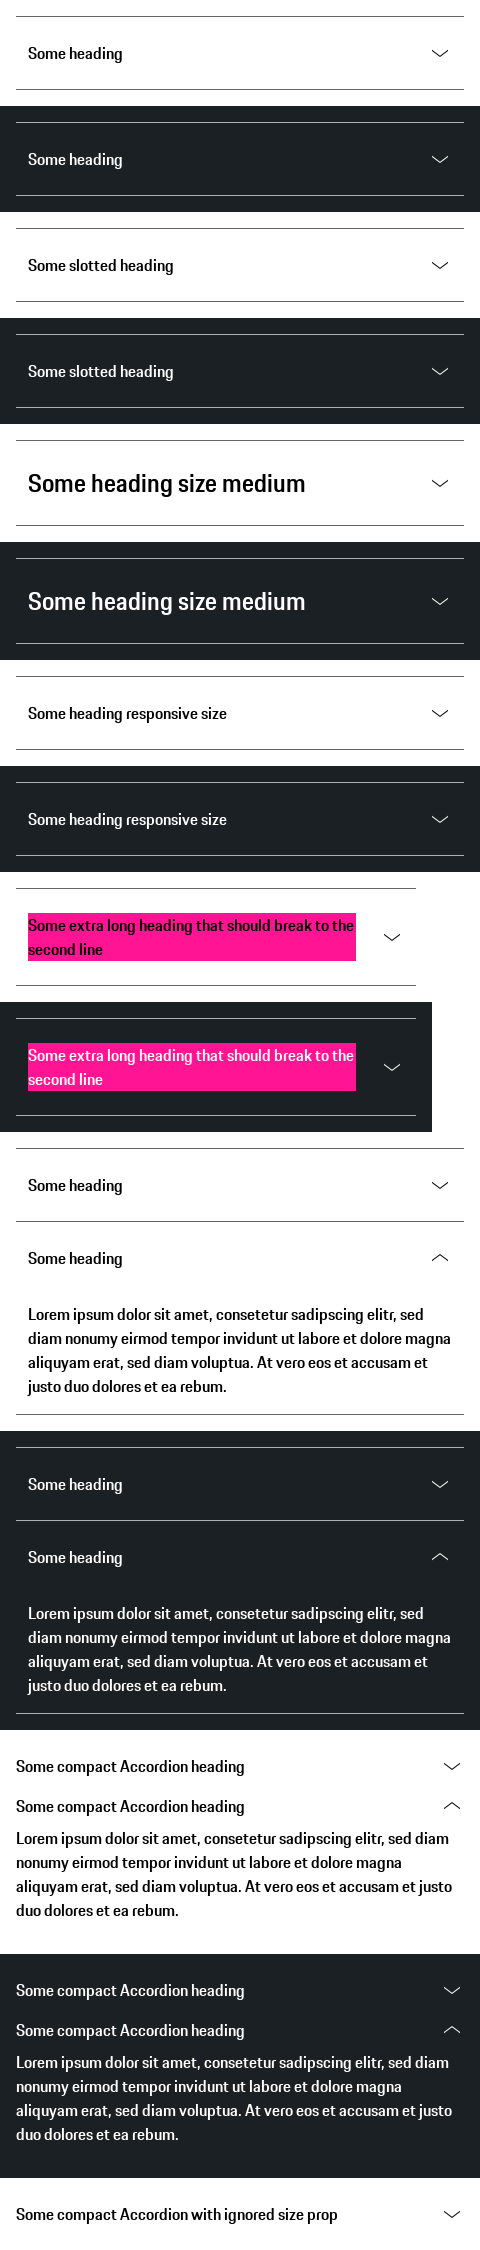 Some heading
Some heading
Some slotted heading
Some slotted heading
Some heading size medium
Some heading size medium
Some heading responsive size
Some heading responsive size
Some extra long heading that should break to the
second line
Some extra long heading that should break to the
second line
Some heading
Some heading
Lorem ipsum dolor sit amet, consetetur sadipscing elitr, sed
diam nonumy eirmod tempor invidunt ut labore et dolore magna
aliquyam erat, sed diam voluptua. At vero eos et accusam et
justo duo dolores et ea rebum.
Some heading
Some heading
Lorem ipsum dolor sit amet, consetetur sadipscing elitr, sed
diam nonumy eirmod tempor invidunt ut labore et dolore magna
aliquyam erat, sed diam voluptua. At vero eos et accusam et
justo duo dolores et ea rebum.
Some compact Accordion heading
Some compact Accordion heading
Lorem ipsum dolor sit amet, consetetur sadipscing elitr, sed diam
nonumy eirmod tempor invidunt ut labore et dolore magna
aliquyam erat, sed diam voluptua. At vero eos et accusam et justo
duo dolores et ea rebum.
Some compact Accordion heading
Some compact Accordion heading
Lorem ipsum dolor sit amet, consetetur sadipscing elitr, sed diam
nonumy eirmod tempor invidunt ut labore et dolore magna
aliquyam erat, sed diam voluptua. At vero eos et accusam et justo
duo dolores et ea rebum.
Some compact Accordion with ignored size prop